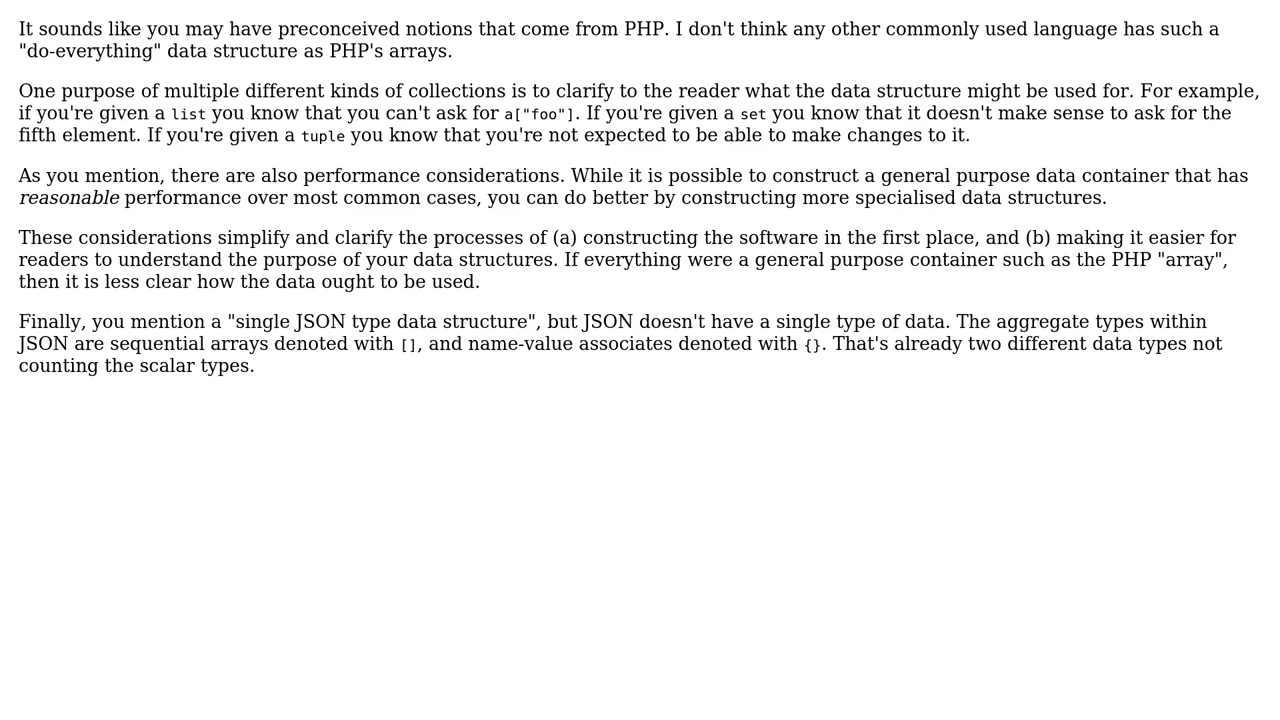 It sounds like you may have preconceived notions that come from PHP. I don't think any other commonly used language has such a
"do-everything" data structure as PHP's arrays.
One purpose of multiple different kinds of collections is to clarify to the reader what the data structure might be used for. For example,
if you're given a list you know that you can't ask for a["foo"]. If you're given a set you know that it doesn't make sense to ask for the
fifth element. If you're given a tuple you know that you're not expected to be able to make changes to it.
As you mention, there are also performance considerations. While it is possible to construct a general purpose data container that has
reasonable performance over most common cases, you can do better by constructing more specialised data structures.
These considerations simplify and clarify the processes of (a) constructing the software in the first place, and (b) making it easier for
readers to understand the purpose of your data structures. If everything were a general purpose container such as the PHP "array",
then it is less clear how the data ought to be used.
Finally, you mention a "single JSON type data structure", but JSON doesn't have a single type of data. The aggregate types within
JSON are sequential arrays denoted with [], and name-value associates denoted with {}. That's already two different data types not
counting the scalar types.